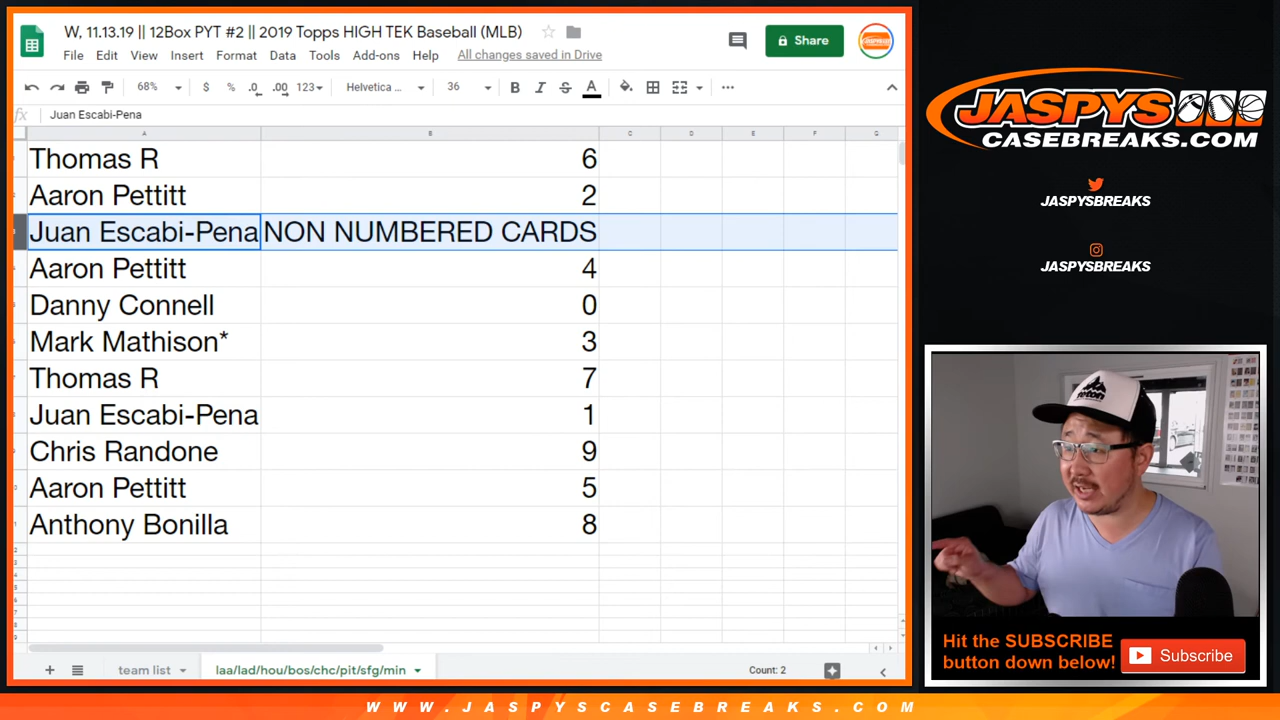 W, 11.13.19 || 12Box PYT #2 || 2019 Topps HIGH TEK Baseball (MLB)
File Edit View Insert Format Data Tools Add-ons Help All changes saved in Drive
Share
68% $ % .0 .00 123 Helvetica ... 36 B I S A
fx Juan Escabi-Pena
A B C D E F G
Thomas R 6
Aaron Pettitt 2
Juan Escabi-Pena NON NUMBERED CARDS
Aaron Pettitt 4
Danny Connell 0
Mark Mathison* 3
Thomas R 7
Juan Escabi-Pena 1
Chris Randone 9
Aaron Pettitt 5
Anthony Bonilla 8
team list laa/lad/hou/bos/chc/pit/sfg/min Count: 2
JASPYS
CASEBREAKS.COM
JASPYSBREAKS
JASPYSBREAKS
Hit the SUBSCRIBE
button down below!
Subscribe
WWW.JASPYSCASEBREAKS.COM